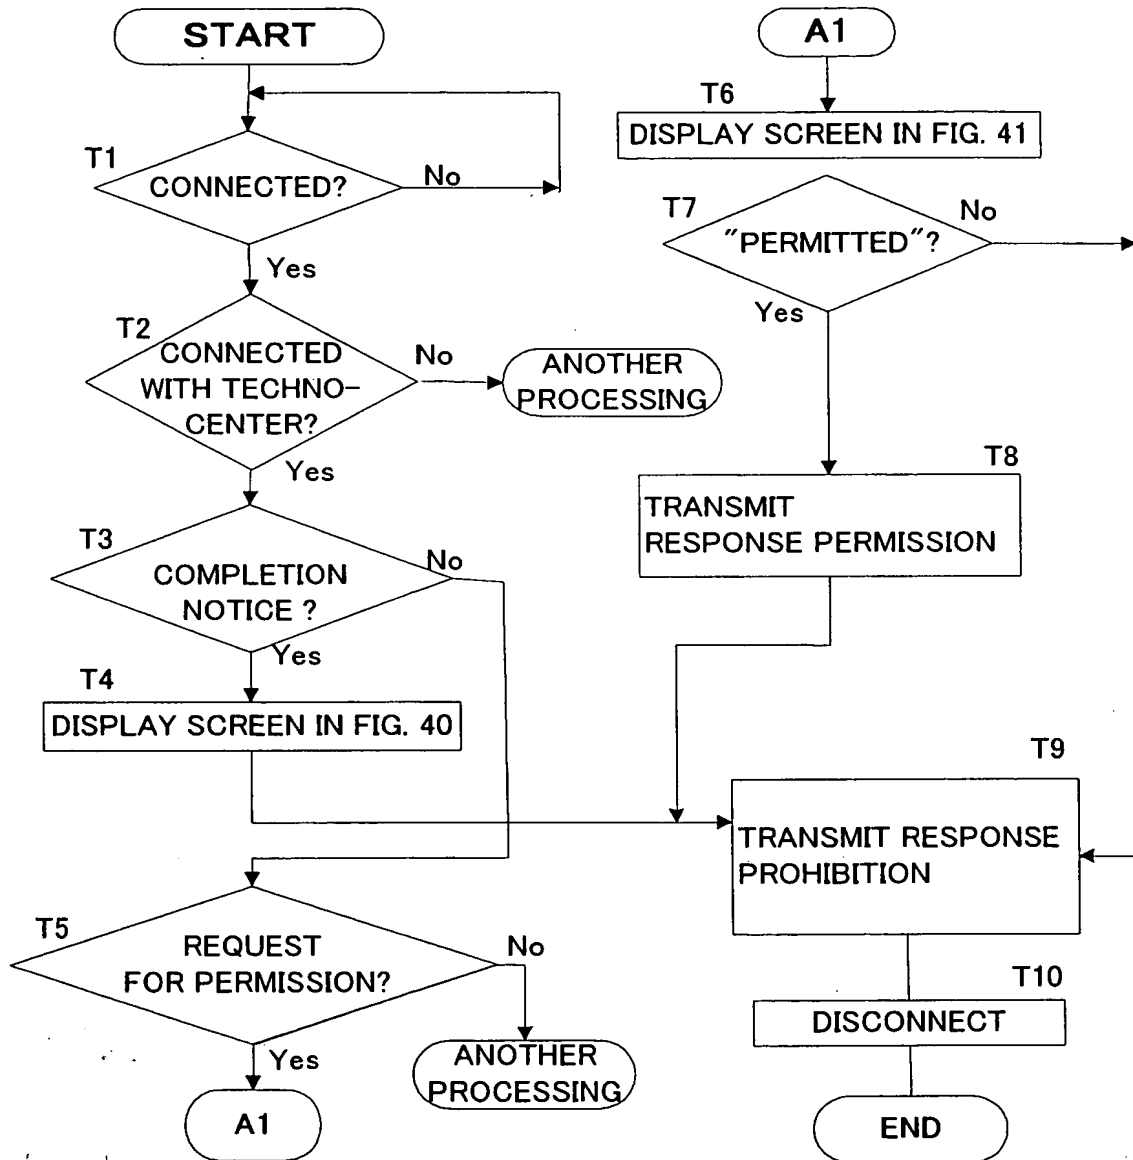 START
T1
CONNECTED?
No
Yes
T2
CONNECTED
WITH TECHNO-
CENTER?
No
ANOTHER
PROCESSING
Yes
T3
COMPLETION
NOTICE ?
No
Yes
T4
DISPLAY SCREEN IN FIG. 40
T5
REQUEST
FOR PERMISSION?
No
ANOTHER
PROCESSING
Yes
A1
A1
T6
DISPLAY SCREEN IN FIG. 41
T7
"PERMITTED"?
No
Yes
T8
TRANSMIT
RESPONSE PERMISSION
T9
TRANSMIT RESPONSE
PROHIBITION
T10
DISCONNECT
END